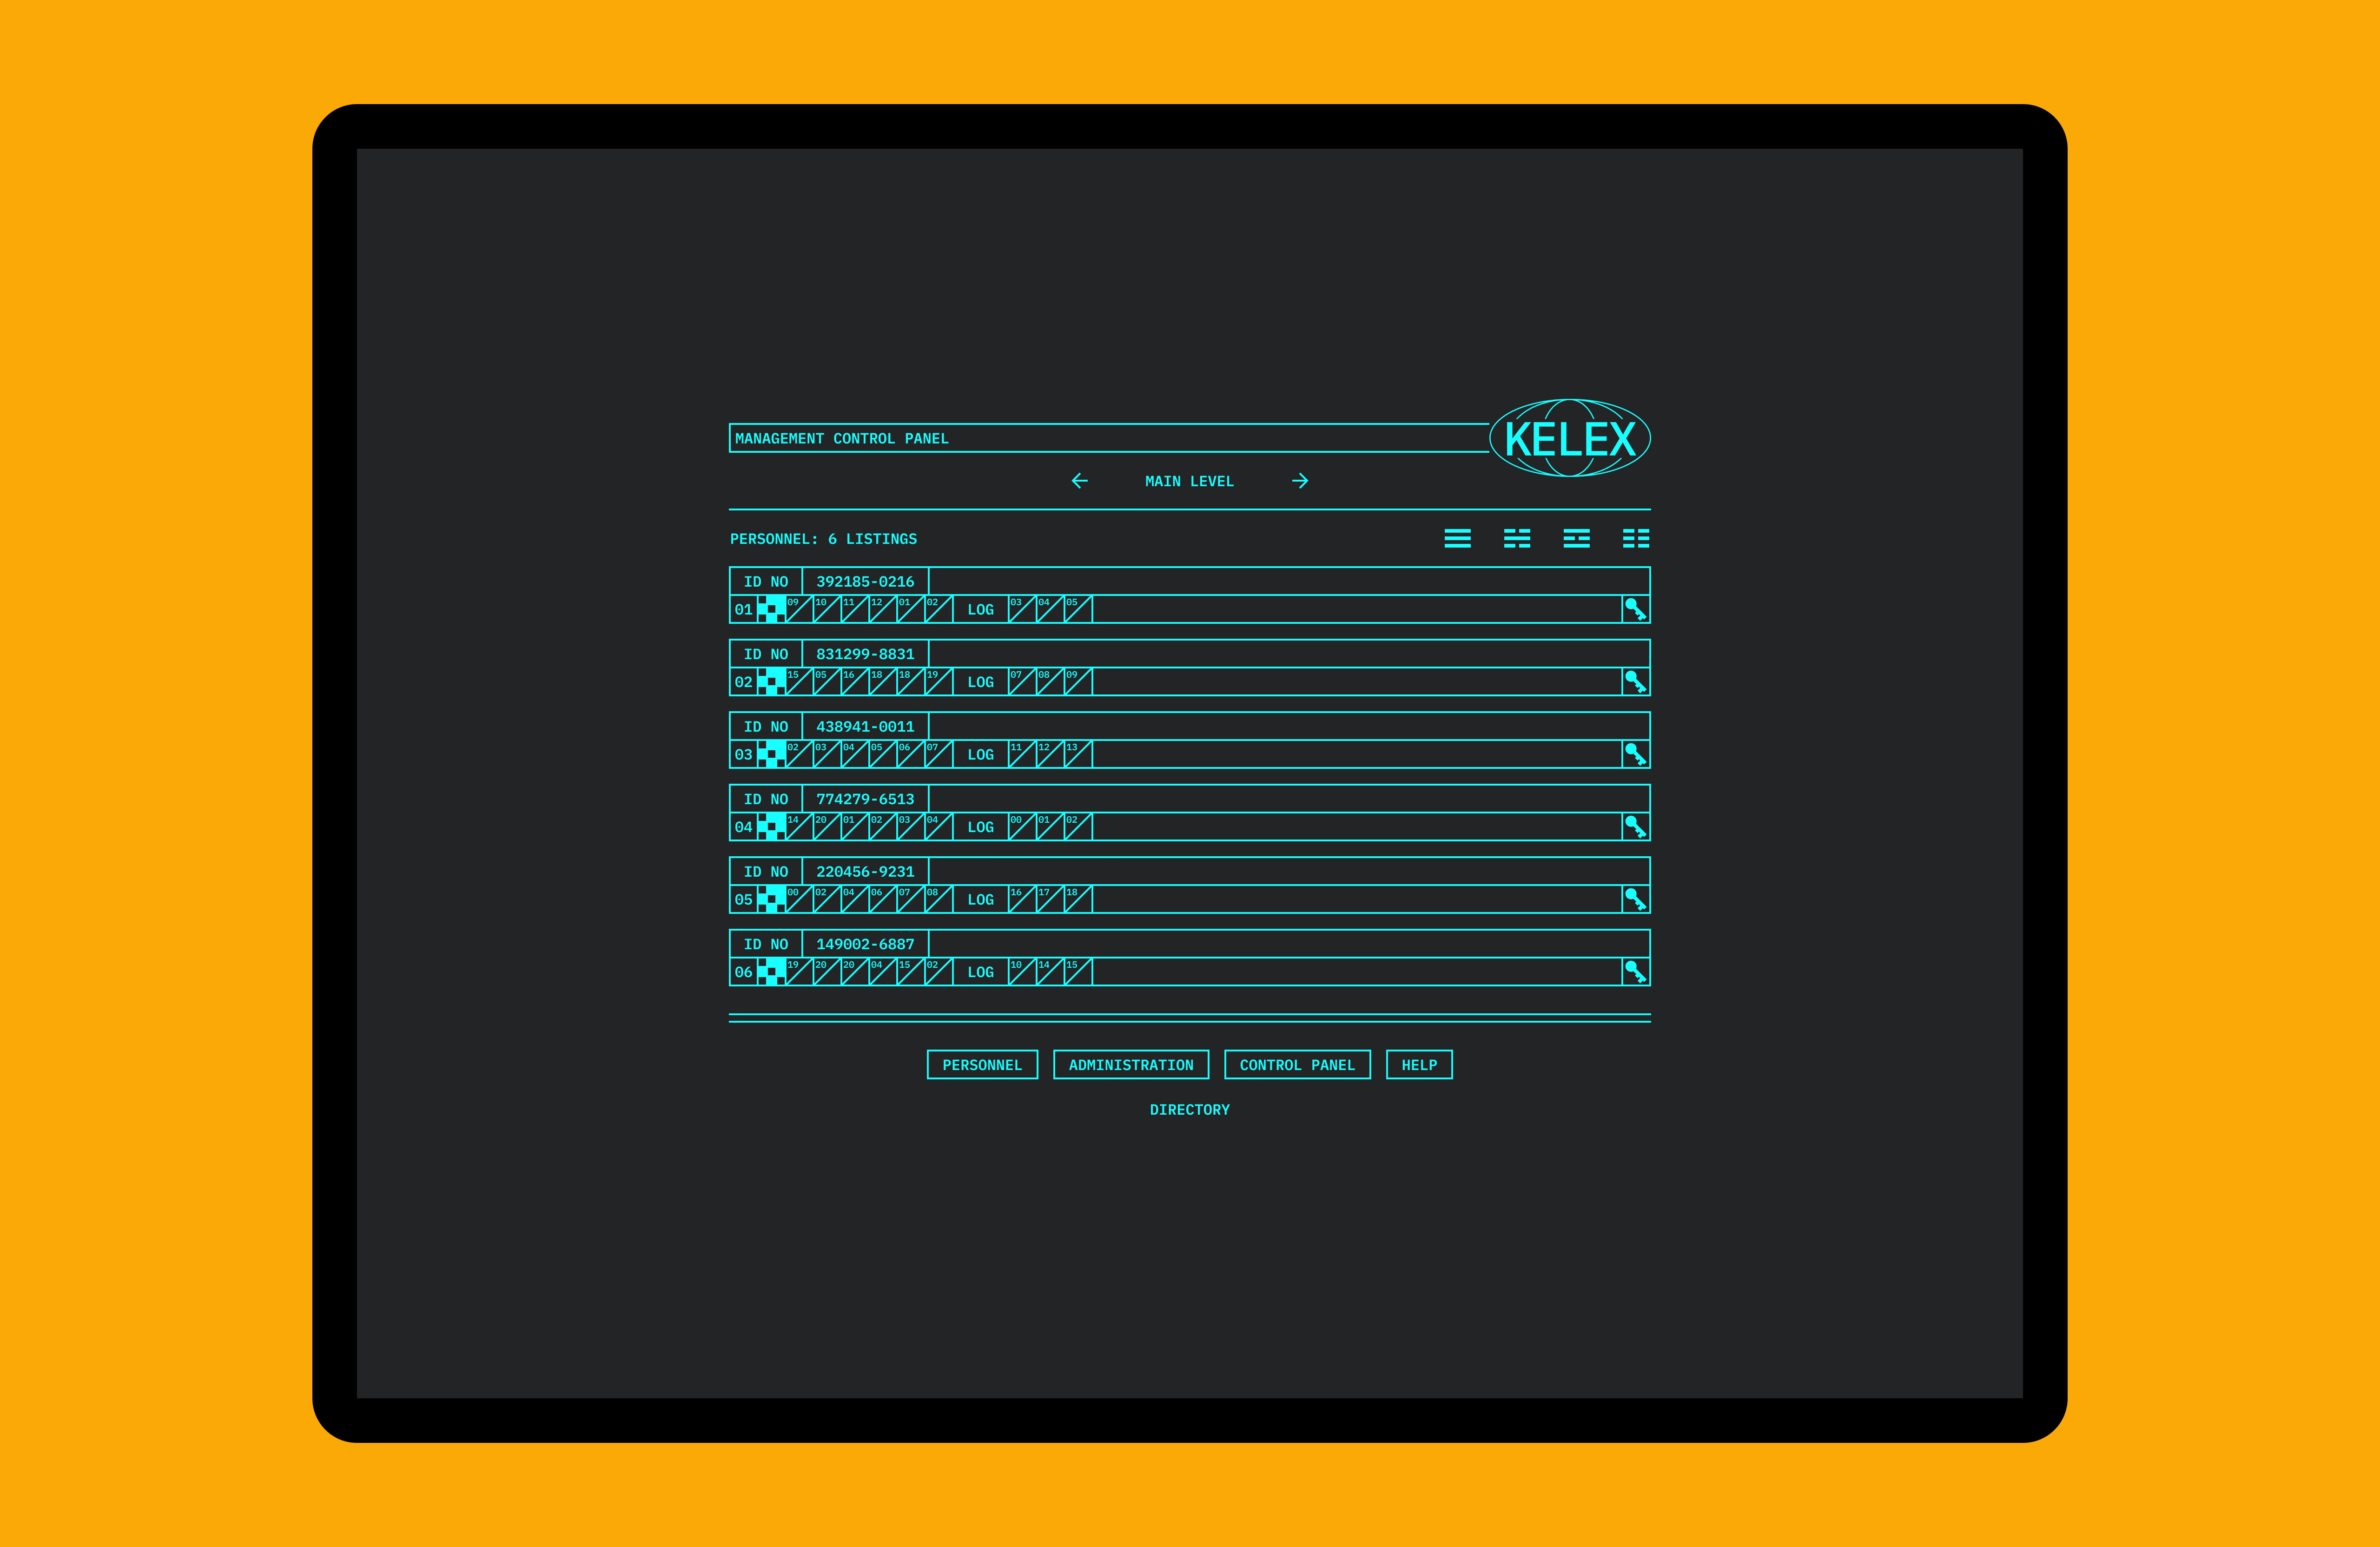 KELEX
MANAGEMENT CONTROL PANEL
MAIN LEVEL
PERSONNEL: 6 LISTINGS
ID NO 392185-0216
01 09 10 11 12 01 02 LOG 03 04 05
ID NO 831299-8831
02 15 05 16 18 18 19 LOG 07 08 09
ID NO 438941-0011
03 02 03 04 05 06 07 LOG 11 12 13
ID NO 774279-6513
04 14 20 01 02 03 04 LOG 00 01 02
ID NO 220456-9231
05 00 02 04 06 07 08 LOG 16 17 18
ID NO 149002-6887
06 19 20 20 04 15 02 LOG 10 14 15
PERSONNEL ADMINISTRATION CONTROL PANEL HELP
DIRECTORY